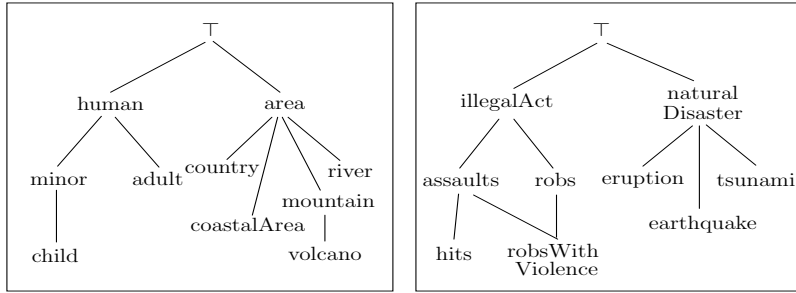 ⊤
human
area
minor
adult
country
river
mountain
coastalArea
child
volcano
⊤
illegalAct
natural
Disaster
assaults
robs
eruption
tsunami
earthquake
hits
robsWith
Violence